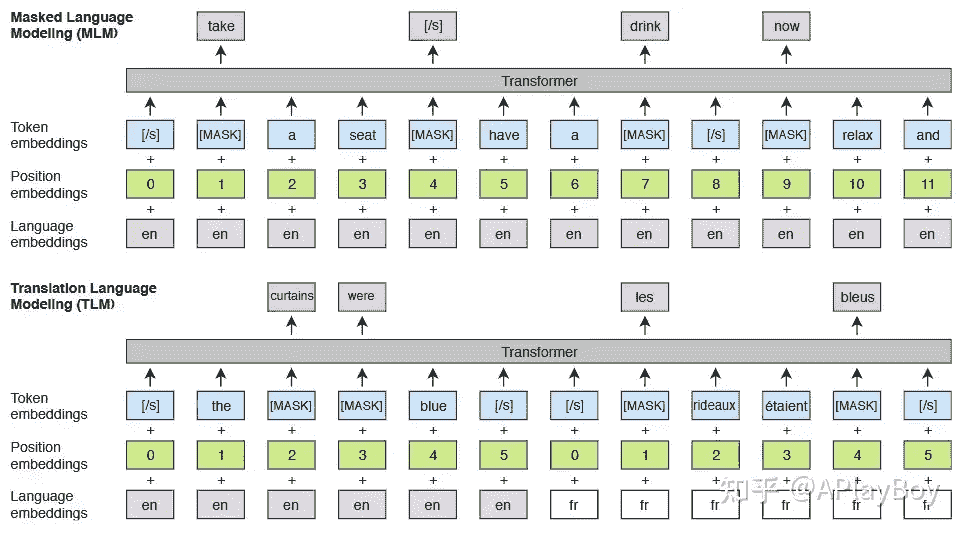 Masked Language
Modeling (MLM)
take [/s] drink now
Transformer
Token
embeddings
[/s] [MASK] a seat [MASK] have a [MASK] [/s] [MASK] relax and
+ + + + + + + + + + + +
Position
embeddings
0 1 2 3 4 5 6 7 8 9 10 11
+ + + + + + + + + + + +
Language
embeddings
en en en en en en en en en en en en
Translation Language
Modeling (TLM)
curtains were les bleus
Transformer
Token
embeddings
[/s] the [MASK] [MASK] blue [/s] [/s] [MASK] rideaux étaient [MASK] [/s]
+ + + + + + + + + + + +
Position
embeddings
0 1 2 3 4 5 0 1 2 3 4 5
+ + + + + + + + + + + +
Language
embeddings
en en en en en en fr fr fr fr fr fr
知乎 @APlayBoy